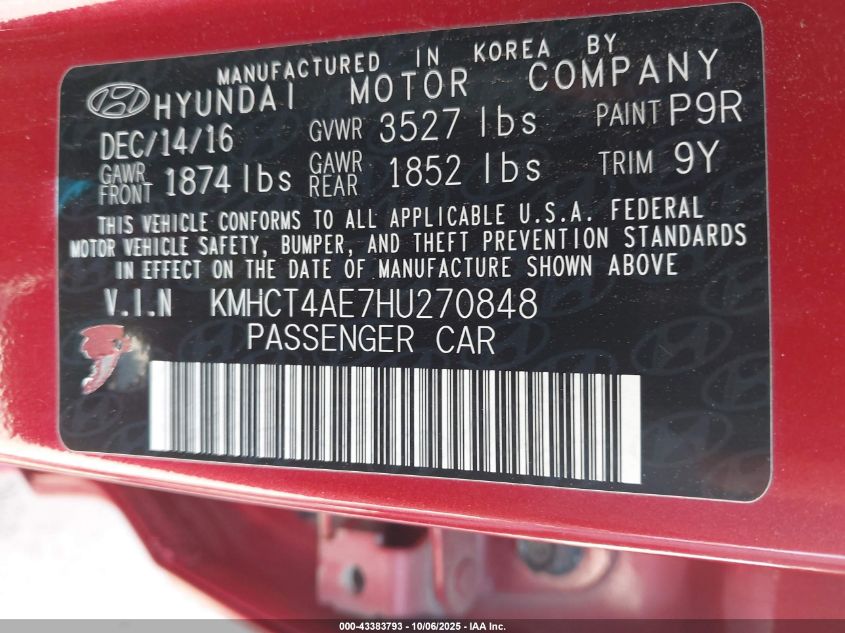 MANUFACTURED IN KOREA BY
HYUNDAI MOTOR COMPANY
DEC/14/16 GVWR 3527 lbs PAINT P9R
GAWR FRONT 1874 lbs GAWR REAR 1852 lbs TRIM 9Y
THIS VEHICLE CONFORMS TO ALL APPLICABLE U.S.A. FEDERAL
MOTOR VEHICLE SAFETY, BUMPER, AND THEFT PREVENTION STANDARDS
IN EFFECT ON THE DATE OF MANUFACTURE SHOWN ABOVE
V.I.N KMHCT4AE7HU270848
PASSENGER CAR
000-43383793 - 10/06/2025 - IAA Inc.